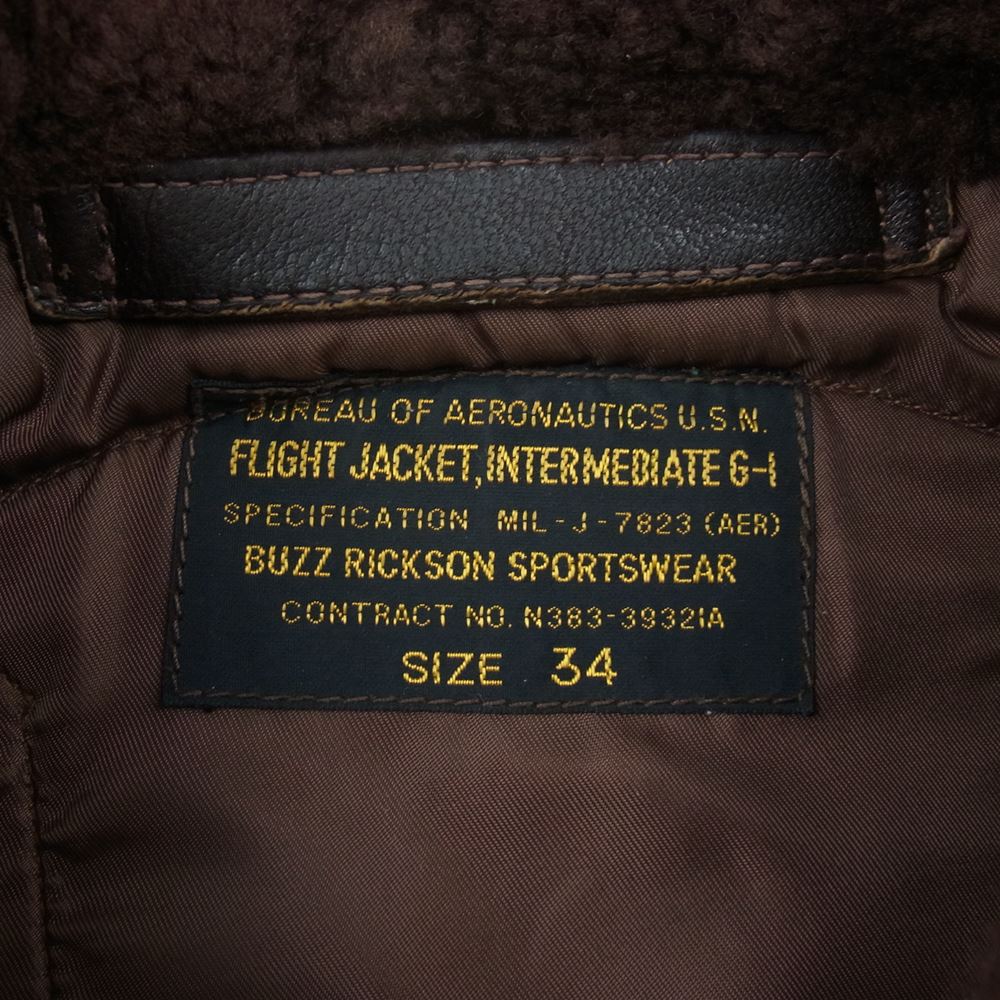 BUREAU OF AERONAUTICS U.S.N.
FLIGHT JACKET, INTERMEDIATE G-1
SPECIFICATION MIL-J-7823 (AER)
BUZZ RICKSON SPORTSWEAR
CONTRACT NO. N383-39321A
SIZE 34